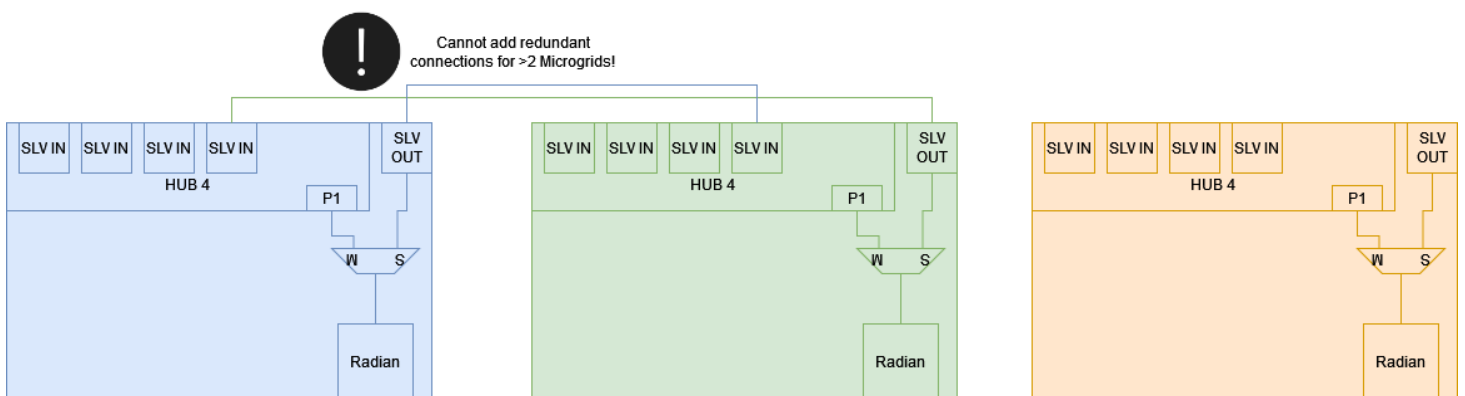 !
Cannot add redundant
connections for >2 Microgrids!
SLV IN
SLV IN
SLV IN
SLV IN
SLV
OUT
HUB 4
P1
M
S
Radian
SLV IN
SLV IN
SLV IN
SLV IN
SLV
OUT
HUB 4
P1
M
S
Radian
SLV IN
SLV IN
SLV IN
SLV IN
SLV
OUT
HUB 4
P1
M
S
Radian